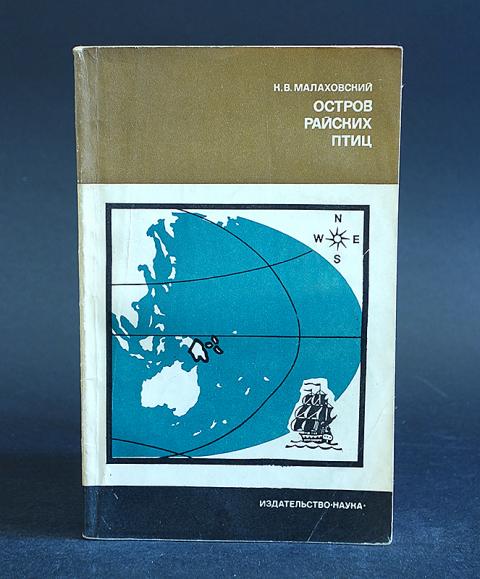 К. В. МАЛАХОВСКИЙ
ОСТРОВ
РАЙСКИХ
ПТИЦ
N
W E
S
ИЗДАТЕЛЬСТВО·НАУКА·